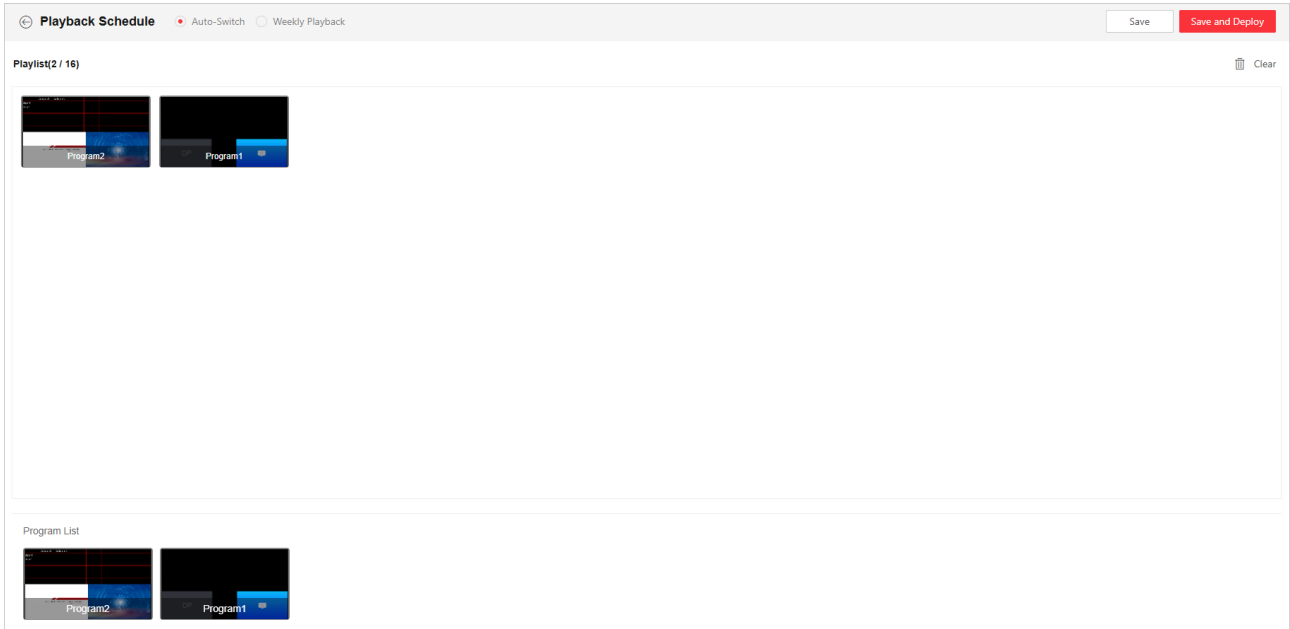 Playback Schedule Auto-Switch Weekly Playback Save Save and Deploy
Playlist(2 / 16) Clear
Program2 Program1
Program List
Program2 Program1